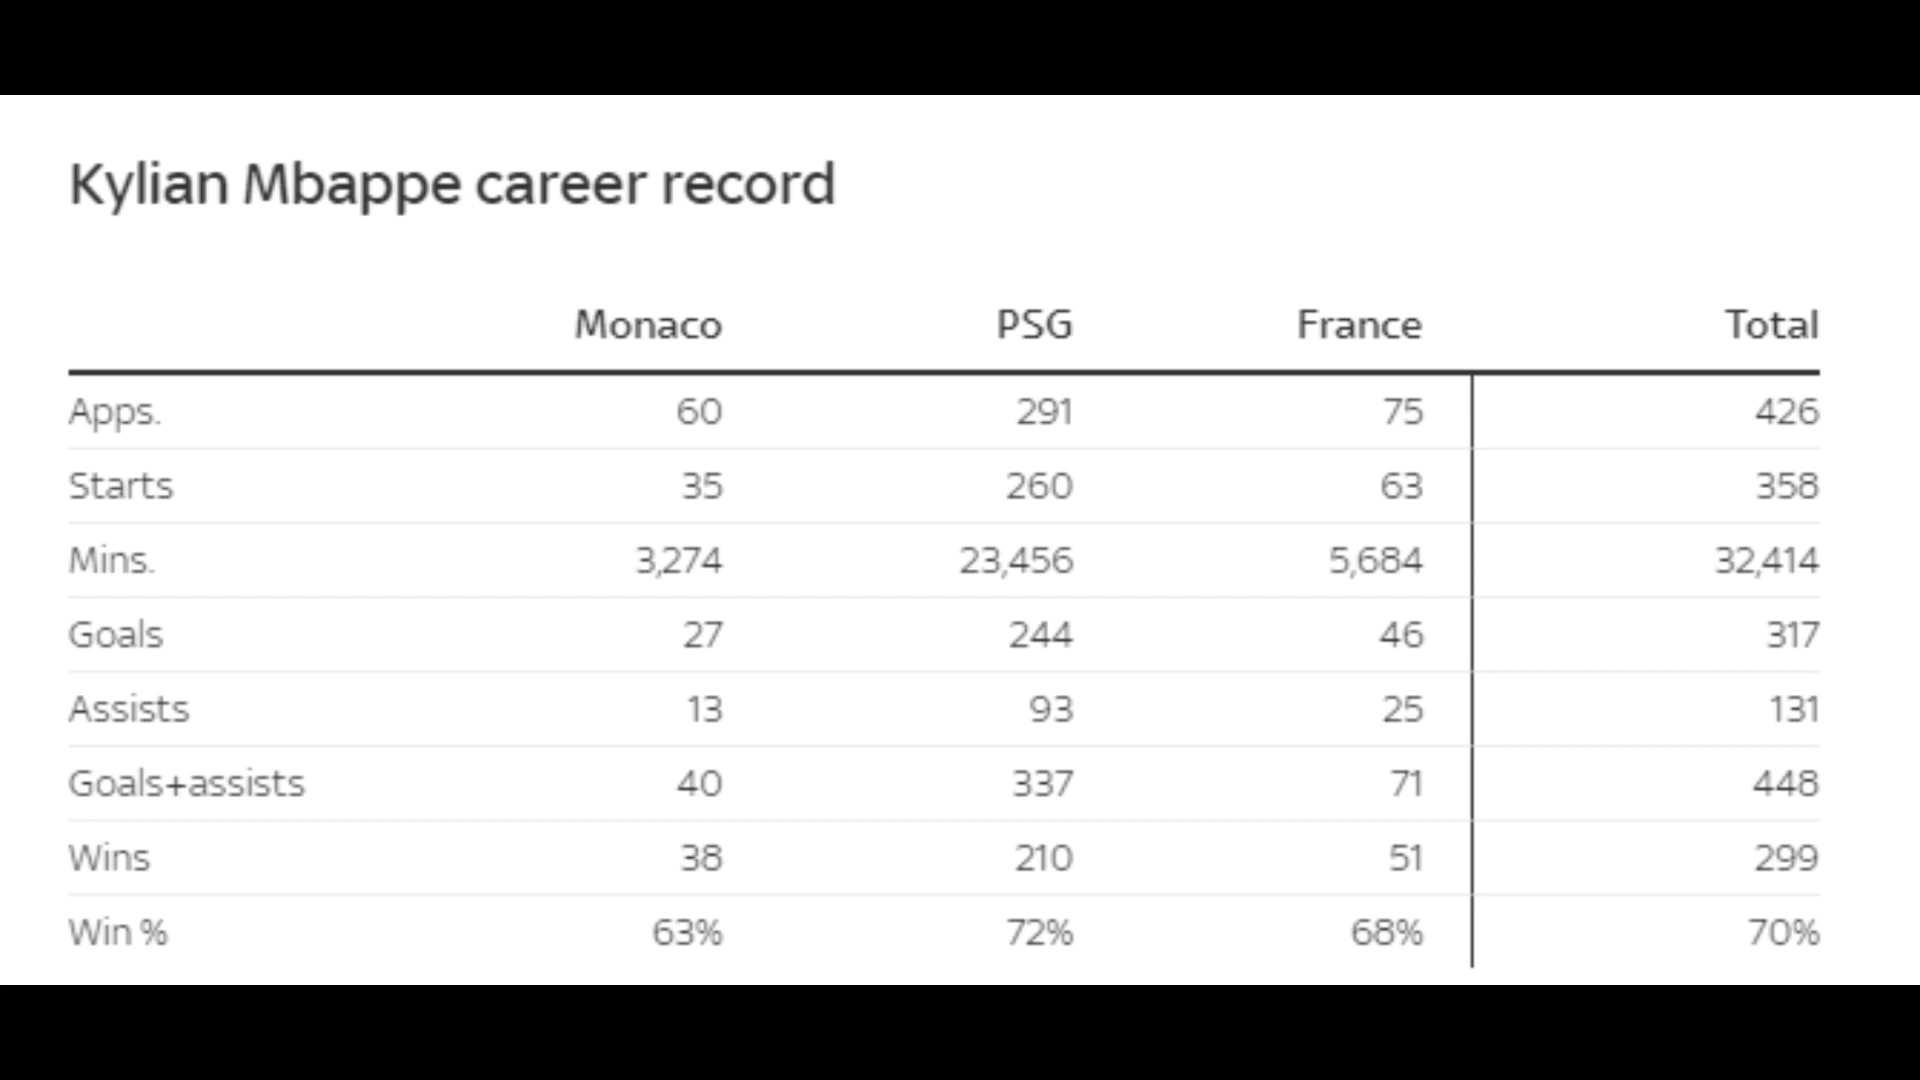 Kylian Mbappe career record
Monaco PSG France Total
Apps. 60 291 75 426
Starts 35 260 63 358
Mins. 3,274 23,456 5,684 32,414
Goals 27 244 46 317
Assists 13 93 25 131
Goals+assists 40 337 71 448
Wins 38 210 51 299
Win % 63% 72% 68% 70%